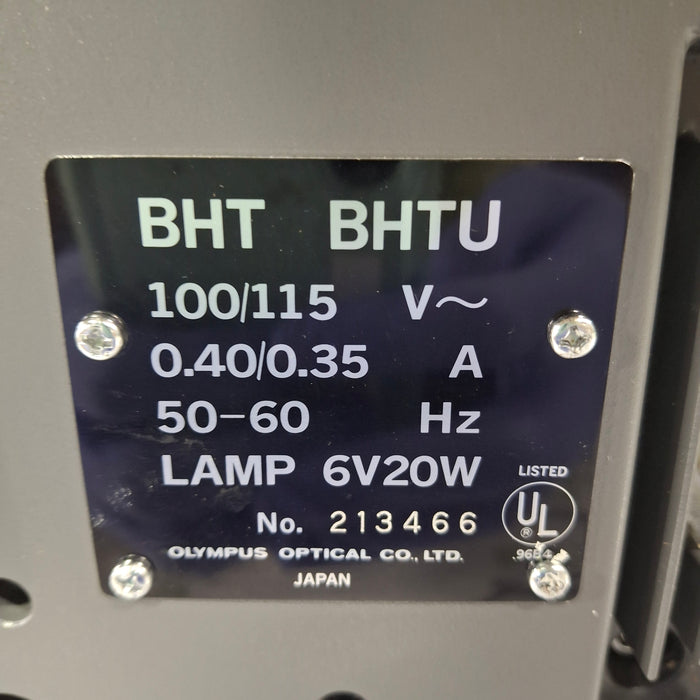 BHT BHTU
100/115 V~
0.40/0.35 A
50-60 Hz
LAMP 6V20W
LISTED
UL
®
No. 213466
OLYMPUS OPTICAL CO., LTD.
JAPAN